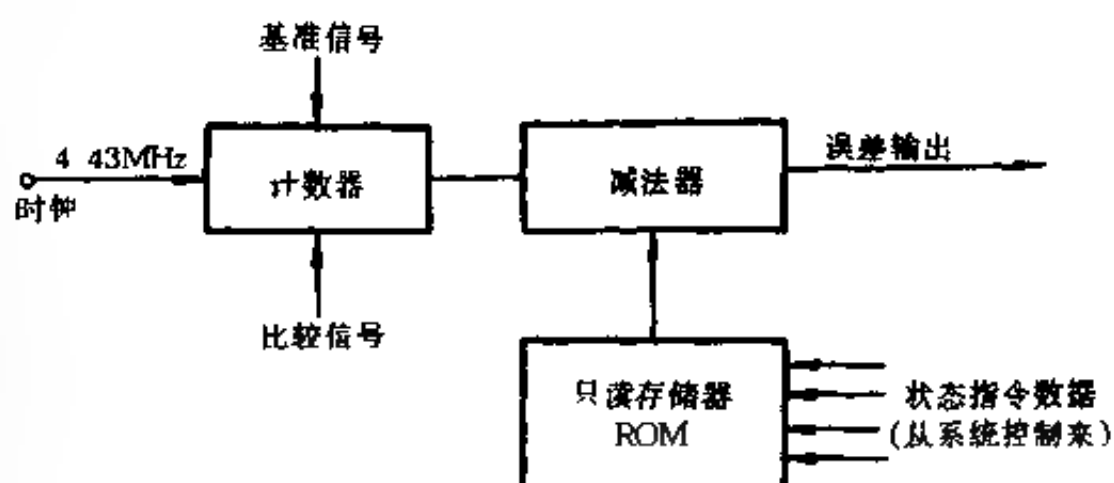 基准信号
4 43MHz
时钟
计数器
减法器
误差输出
比较信号
只读存储器
ROM
状态指令数据
(从系统控制来)